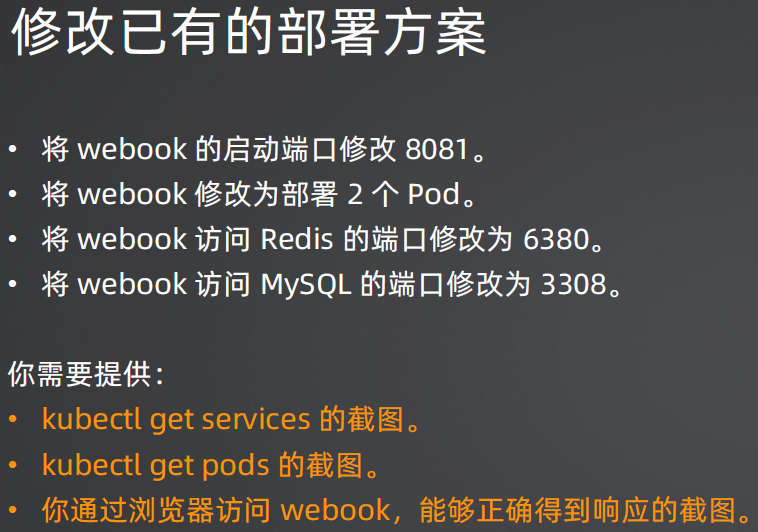 修改已有的部署方案
• 将 webook 的启动端口修改 8081。
• 将 webook 修改为部署 2 个 Pod。
• 将 webook 访问 Redis 的端口修改为 6380。
• 将 webook 访问 MySQL 的端口修改为 3308。
你需要提供：
• kubectl get services 的截图。
• kubectl get pods 的截图。
• 你通过浏览器访问 webook，能够正确得到响应的截图。